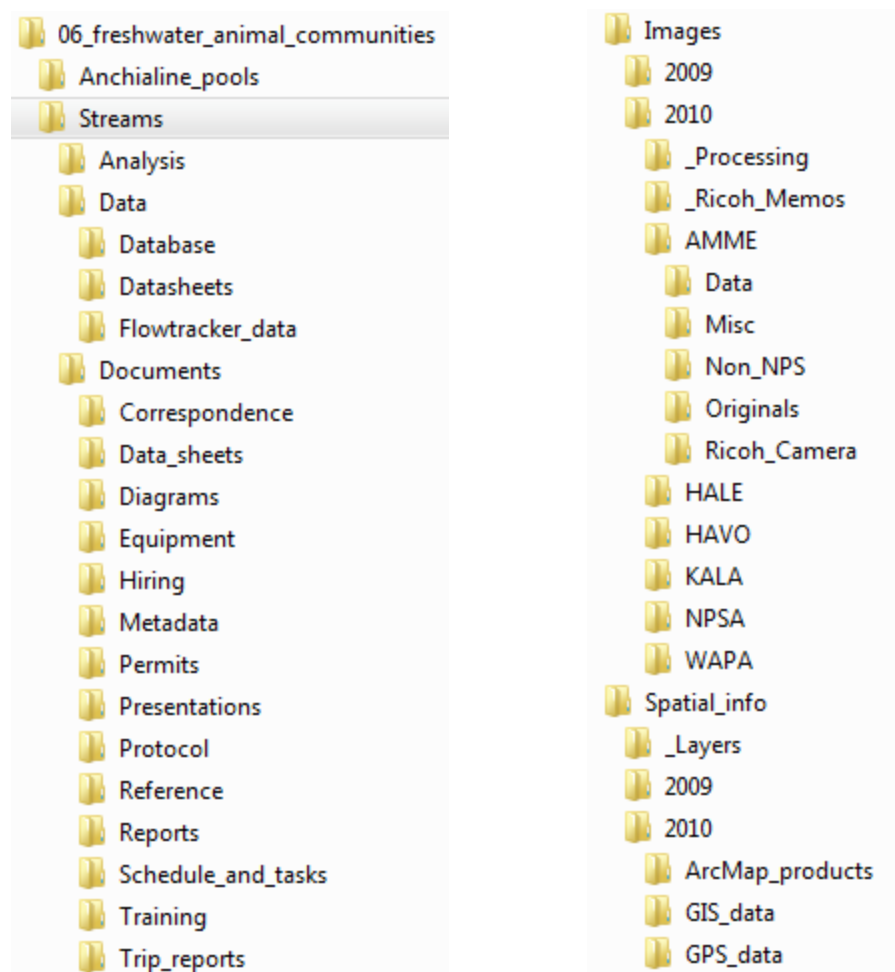 06_freshwater_animal_communities
Anchialine_pools
Streams
Analysis
Data
Database
Datasheets
Flowtracker_data
Documents
Correspondence
Data_sheets
Diagrams
Equipment
Hiring
Metadata
Permits
Presentations
Protocol
Reference
Reports
Schedule_and_tasks
Training
Trip_reports
Images
2009
2010
_Processing
_Ricoh_Memos
AMME
Data
Misc
Non_NPS
Originals
Ricoh_Camera
HALE
HAVO
KALA
NPSA
WAPA
Spatial_info
_Layers
2009
2010
ArcMap_products
GIS_data
GPS_data